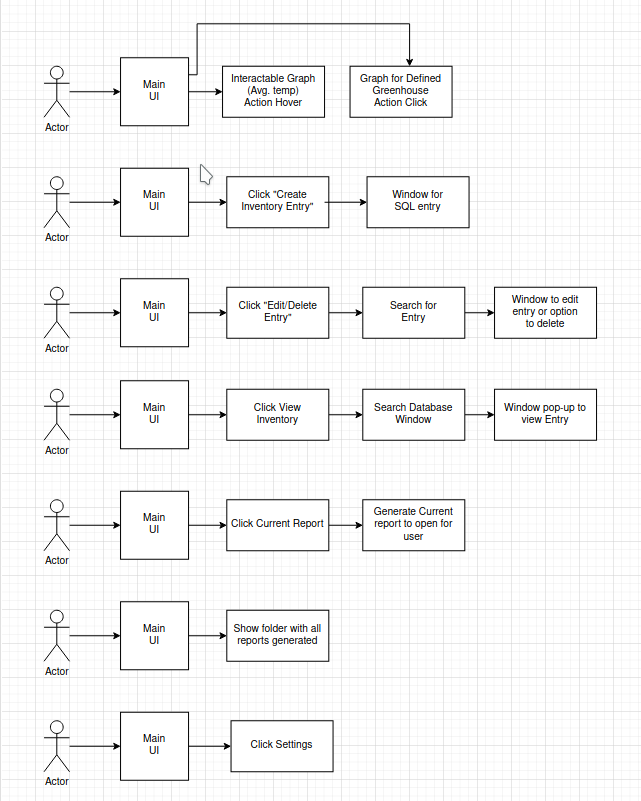 Main
UI
Interactable Graph
(Avg. temp)
Action Hover
Graph for Defined
Greenhouse
Action Click
Actor
Main
UI
Click "Create
Inventory Entry"
Window for
SQL entry
Actor
Main
UI
Click "Edit/Delete
Entry"
Search for
Entry
Window to edit
entry or option
to delete
Actor
Main
UI
Click View
Inventory
Search Database
Window
Window pop-up to
view Entry
Actor
Main
UI
Click Current Report
Generate Current
report to open for
user
Actor
Main
UI
Show folder with all
reports generated
Actor
Main
UI
Click Settings
Actor